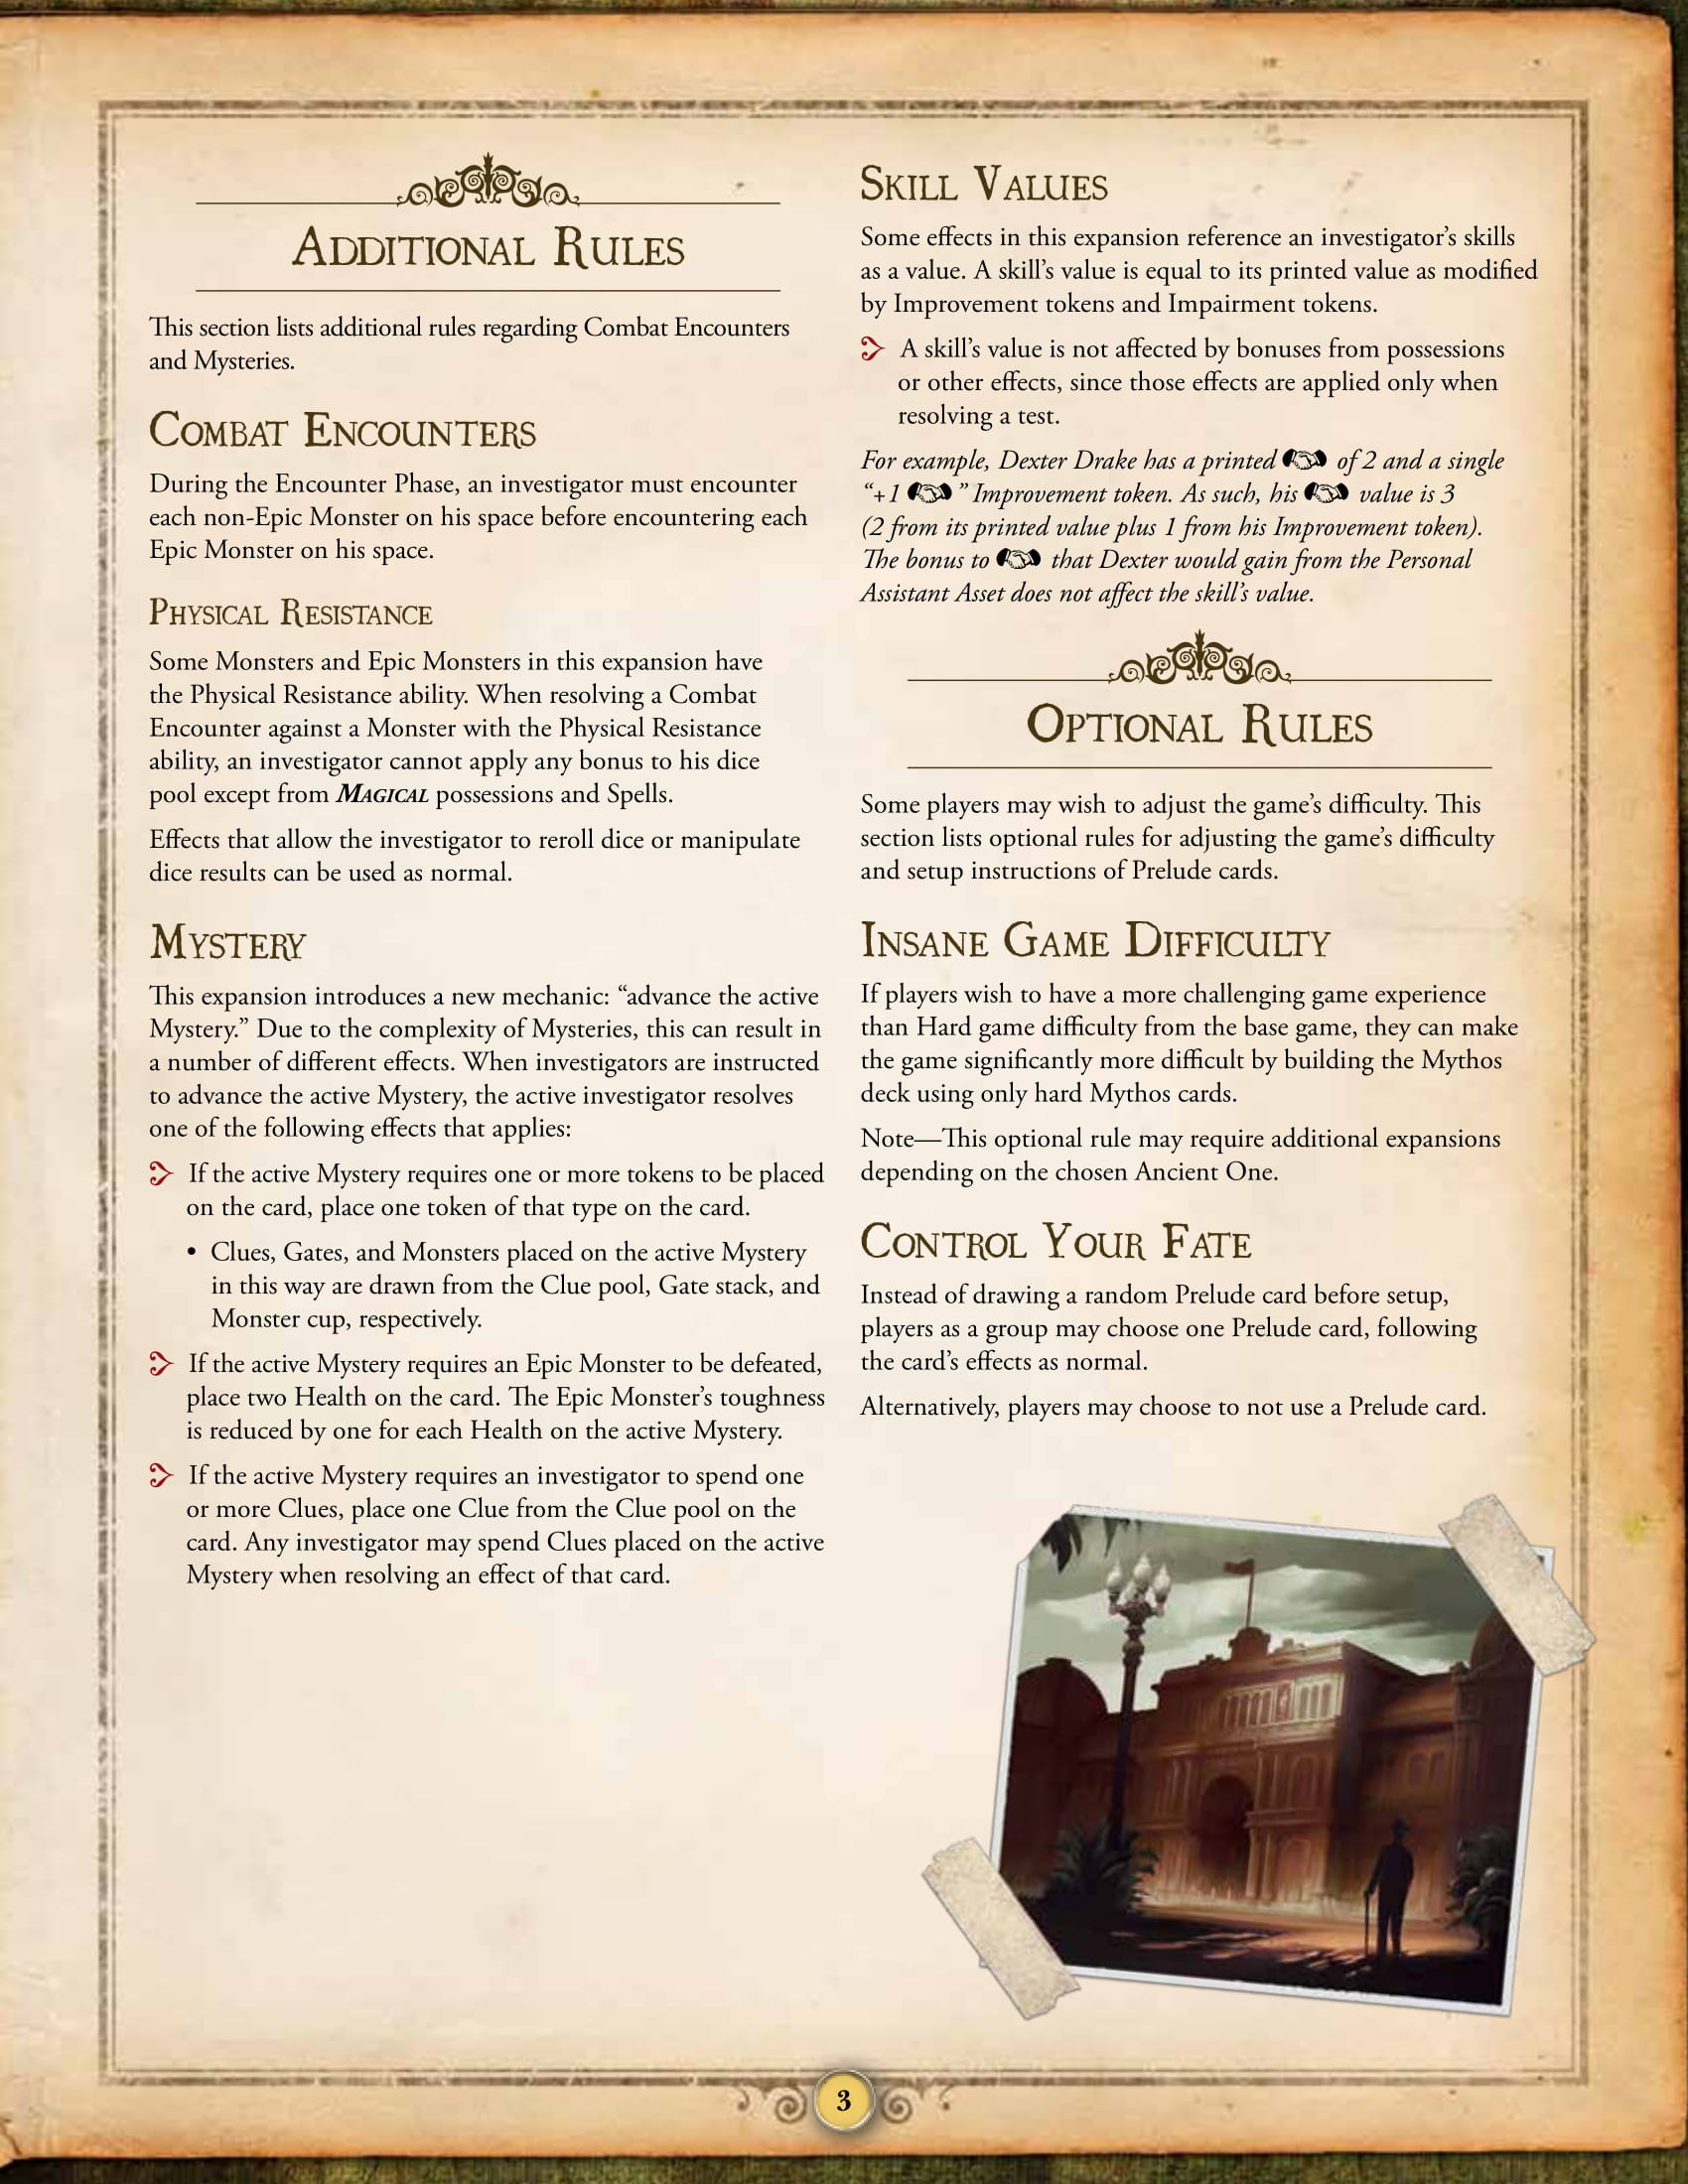 Additional Rules
This section lists additional rules regarding Combat Encounters
and Mysteries.
Combat Encounters
During the Encounter Phase, an investigator must encounter
each non-Epic Monster on his space before encountering each
Epic Monster on his space.
Physical Resistance
Some Monsters and Epic Monsters in this expansion have
the Physical Resistance ability. When resolving a Combat
Encounter against a Monster with the Physical Resistance
ability, an investigator cannot apply any bonus to his dice
pool except from Magical possessions and Spells.
Effects that allow the investigator to reroll dice or manipulate
dice results can be used as normal.
Mystery
This expansion introduces a new mechanic: “advance the active
Mystery.” Due to the complexity of Mysteries, this can result in
a number of different effects. When investigators are instructed
to advance the active Mystery, the active investigator resolves
one of the following effects that applies:
If the active Mystery requires one or more tokens to be placed
on the card, place one token of that type on the card.
• Clues, Gates, and Monsters placed on the active Mystery
in this way are drawn from the Clue pool, Gate stack, and
Monster cup, respectively.
If the active Mystery requires an Epic Monster to be defeated,
place two Health on the card. The Epic Monster’s toughness
is reduced by one for each Health on the active Mystery.
If the active Mystery requires an investigator to spend one
or more Clues, place one Clue from the Clue pool on the
card. Any investigator may spend Clues placed on the active
Mystery when resolving an effect of that card.
Skill Values
Some effects in this expansion reference an investigator’s skills
as a value. A skill’s value is equal to its printed value as modified
by Improvement tokens and Impairment tokens.
A skill’s value is not affected by bonuses from possessions
or other effects, since those effects are applied only when
resolving a test.
For example, Dexter Drake has a printed of 2 and a single
“+1 ” Improvement token. As such, his value is 3
(2 from its printed value plus 1 from his Improvement token).
The bonus to that Dexter would gain from the Personal
Assistant Asset does not affect the skill’s value.
Optional Rules
Some players may wish to adjust the game’s difficulty. This
section lists optional rules for adjusting the game’s difficulty
and setup instructions of Prelude cards.
Insane Game Difficulty
If players wish to have a more challenging game experience
than Hard game difficulty from the base game, they can make
the game significantly more difficult by building the Mythos
deck using only hard Mythos cards.
Note—This optional rule may require additional expansions
depending on the chosen Ancient One.
Control Your Fate
Instead of drawing a random Prelude card before setup,
players as a group may choose one Prelude card, following
the card’s effects as normal.
Alternatively, players may choose to not use a Prelude card.
3